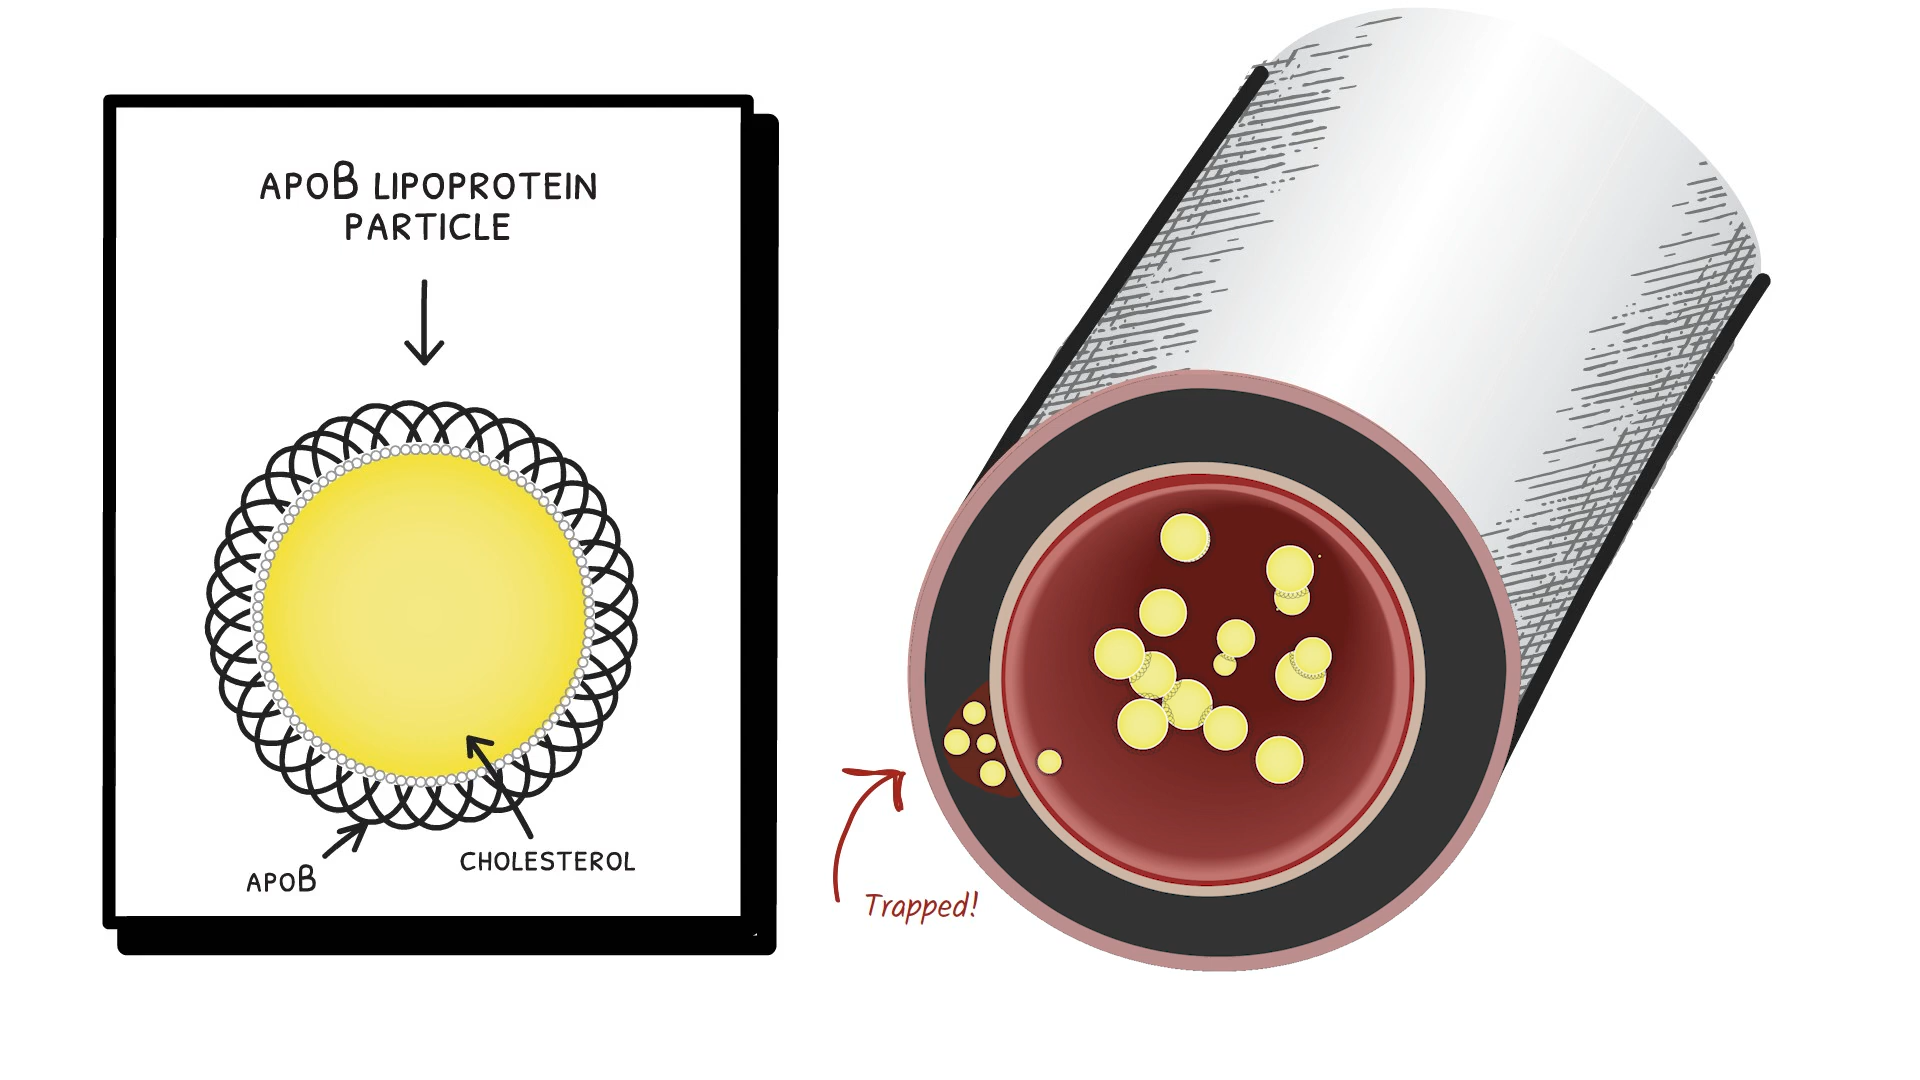 APOB LIPOPROTEIN
PARTICLE
CHOLESTEROL
APOB
Trapped!